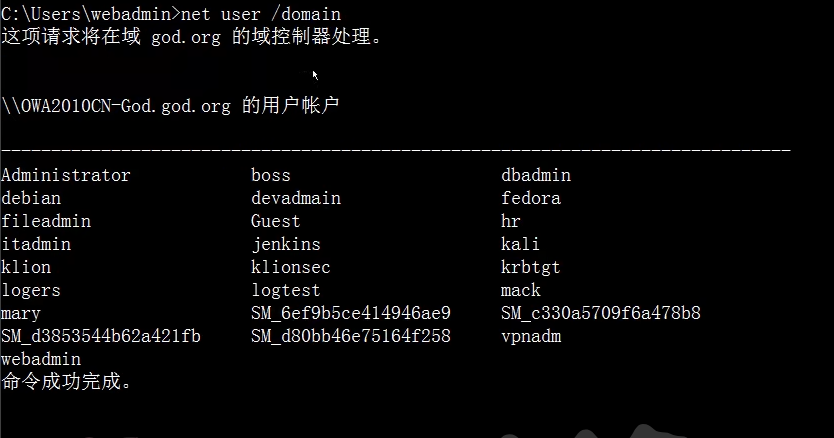 C:\Users\webadmin>net user /domain
这项请求将在域 god.org 的域控制器处理。
\\OWA2010CN-God.god.org 的用户帐户
-------------------------------------------------------------------------------
Administrator boss dbadmin
debian devadmain fedora
fileadmin Guest hr
itadmin jenkins kali
klion klionsec krbtgt
logers logtest mack
mary SM_6ef9b5ce414946ae9 SM_c330a5709f6a478b8
SM_d3853544b62a421fb SM_d80bb46e75164f258 vpnadm
webadmin
命令成功完成。